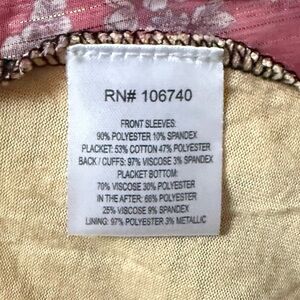 RN# 106740
FRONT SLEEVES:
90% POLYESTER 10% SPANDEX
PLACKET: 53% COTTON 47% POLYESTER
BACK / CUFFS: 97% VISCOSE 3% SPANDEX
PLACKET BOTTOM:
70% VISCOSE 30% POLYESTER
IN THE AFTER: 66% POLYESTER
25% VISCOSE 9% SPANDEX
LINING: 97% POLYESTER 3% METALLIC